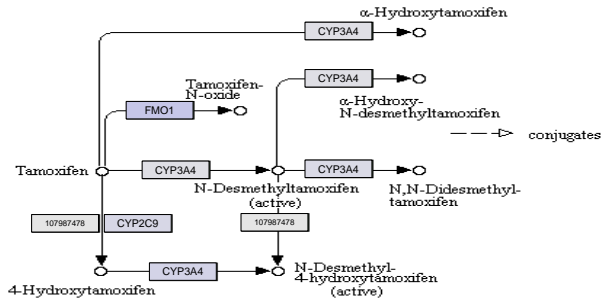 α-Hydroxytamoxifen
CYP3A4
CYP3A4
Tamoxifen-
N-oxide
FMO1
α-Hydroxy-
N-desmethyltamoxifen
conjugates
Tamoxifen
CYP3A4
CYP3A4
N-Desmethyltamoxifen
(active)
N,N-Didesmethyl-
tamoxifen
107987478
CYP2C9
107987478
CYP3A4
4-Hydroxytamoxifen
N-Desmethyl-
4-hydroxytamoxifen
(active)